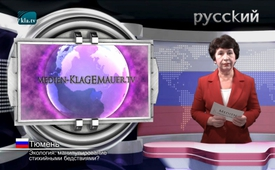 kla.tv
русский
MEDIEN-KLAGEMAUER.TV
Тюмень
Экология: манипулирование
стихийными бедствиями?